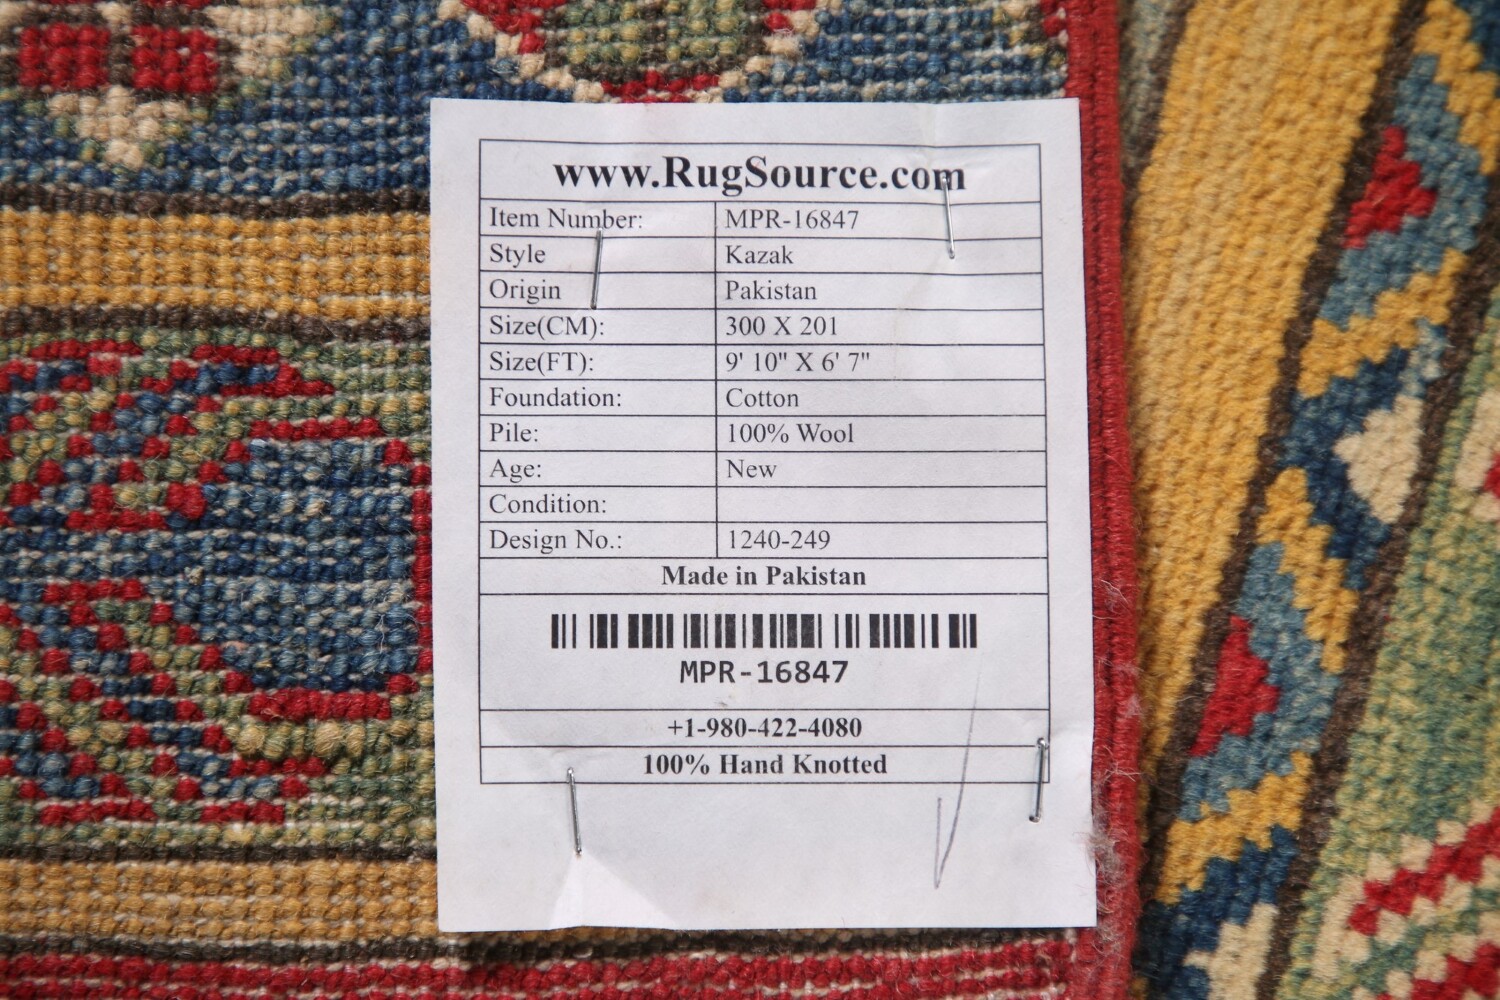 www.RugSource.com
Item Number: MPR-16847
Style Kazak
Origin Pakistan
Size(CM): 300 X 201
Size(FT): 9' 10" X 6' 7"
Foundation: Cotton
Pile: 100% Wool
Age: New
Condition:
Design No.: 1240-249
Made in Pakistan
MPR-16847
+1-980-422-4080
100% Hand Knotted